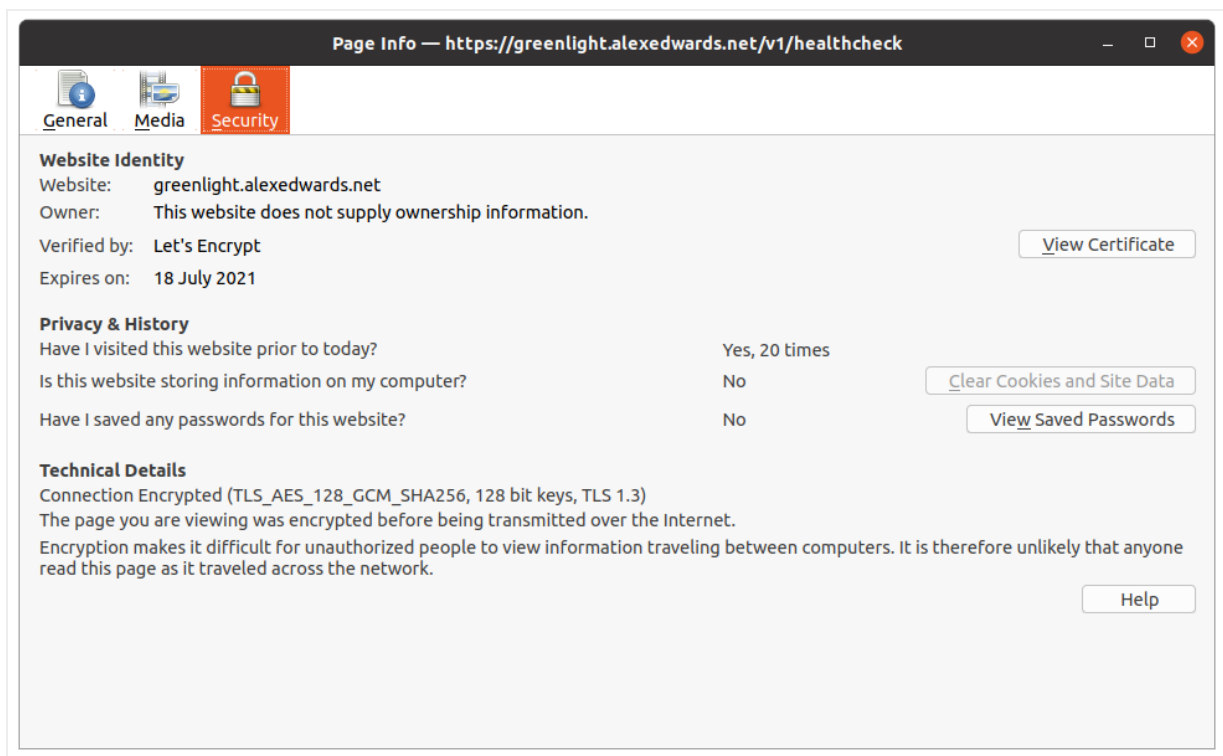 Page Info — https://greenlight.alexedwards.net/v1/healthcheck
General Media Security
Website Identity
Website: greenlight.alexedwards.net
Owner: This website does not supply ownership information.
Verified by: Let's Encrypt View Certificate
Expires on: 18 July 2021
Privacy & History
Have I visited this website prior to today? Yes, 20 times
Is this website storing information on my computer? No Clear Cookies and Site Data
Have I saved any passwords for this website? No View Saved Passwords
Technical Details
Connection Encrypted (TLS_AES_128_GCM_SHA256, 128 bit keys, TLS 1.3)
The page you are viewing was encrypted before being transmitted over the Internet.
Encryption makes it difficult for unauthorized people to view information traveling between computers. It is therefore unlikely that anyone
read this page as it traveled across the network.
Help